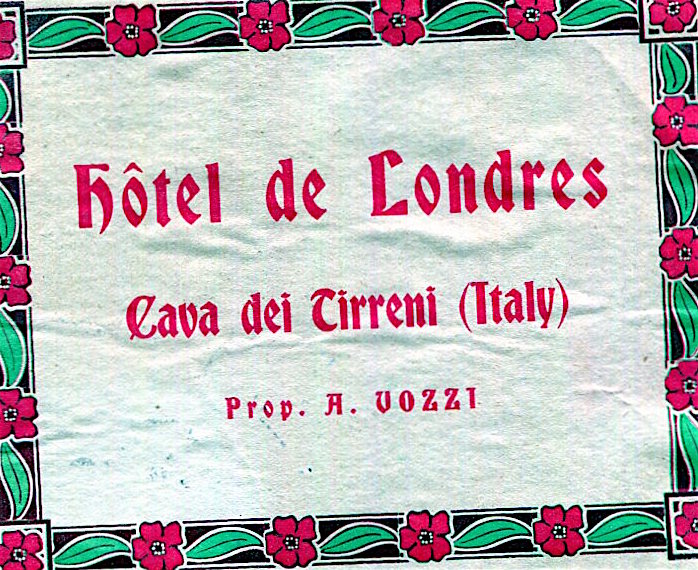 Hôtel de Londres
Cava dei Tirreni (Italy)
Prop. A. VOZZI